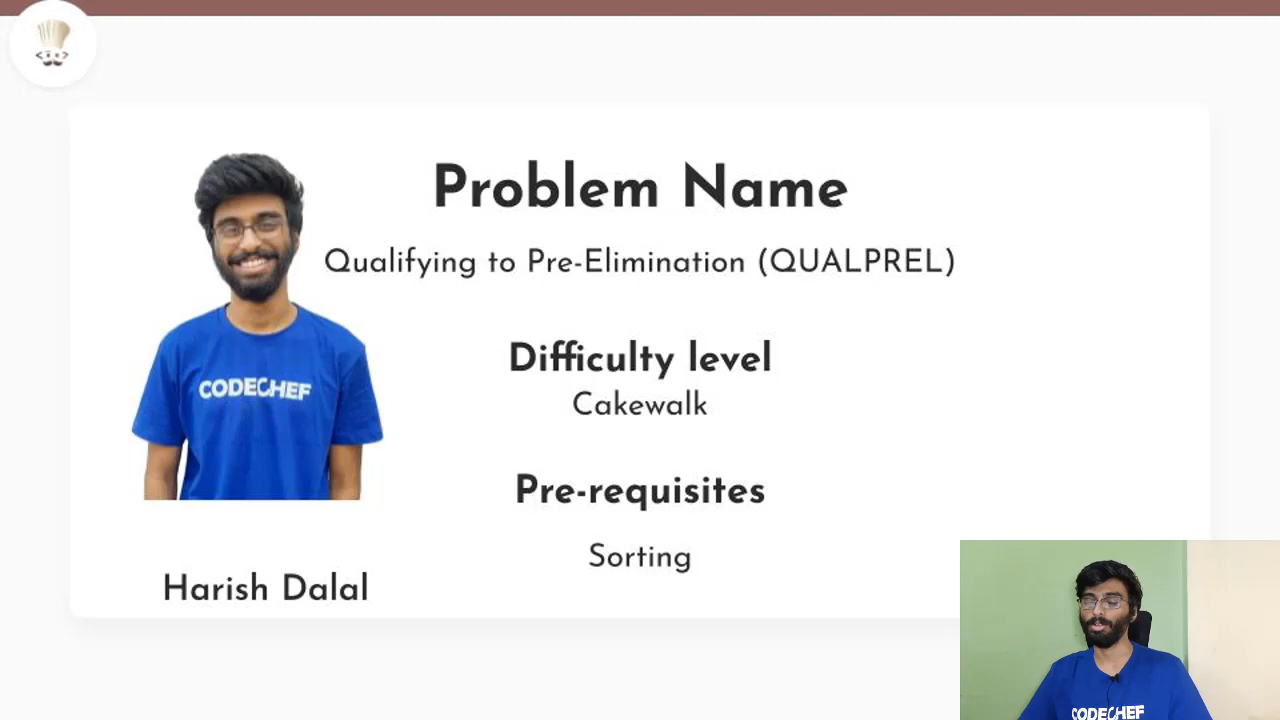 Problem Name
Qualifying to Pre-Elimination (QUALPREL)
CODECHEF
Difficulty level
Cakewalk
Pre-requisites
Sorting
Harish Dalal
CODECHEF